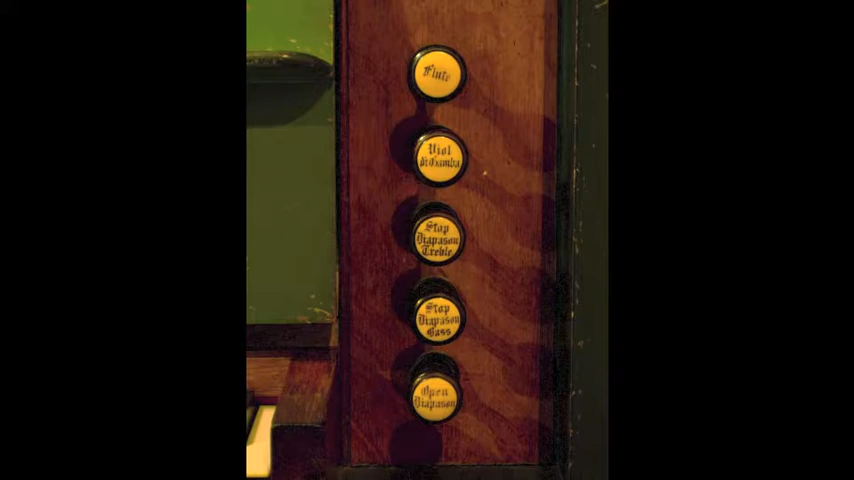 Flute
Viol
di Gamba
Stop
Diapason
Treble
Stop
Diapason
Bass
Open
Diapason